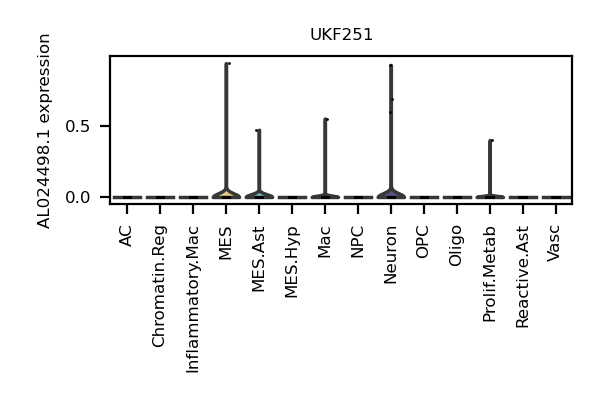 UKF251
AL024498.1 expression
0.5
0.0
AC
Chromatin.Reg
Inflammatory.Mac
MES
MES.Ast
MES.Hyp
Mac
NPC
Neuron
OPC
Oligo
Prolif.Metab
Reactive.Ast
Vasc